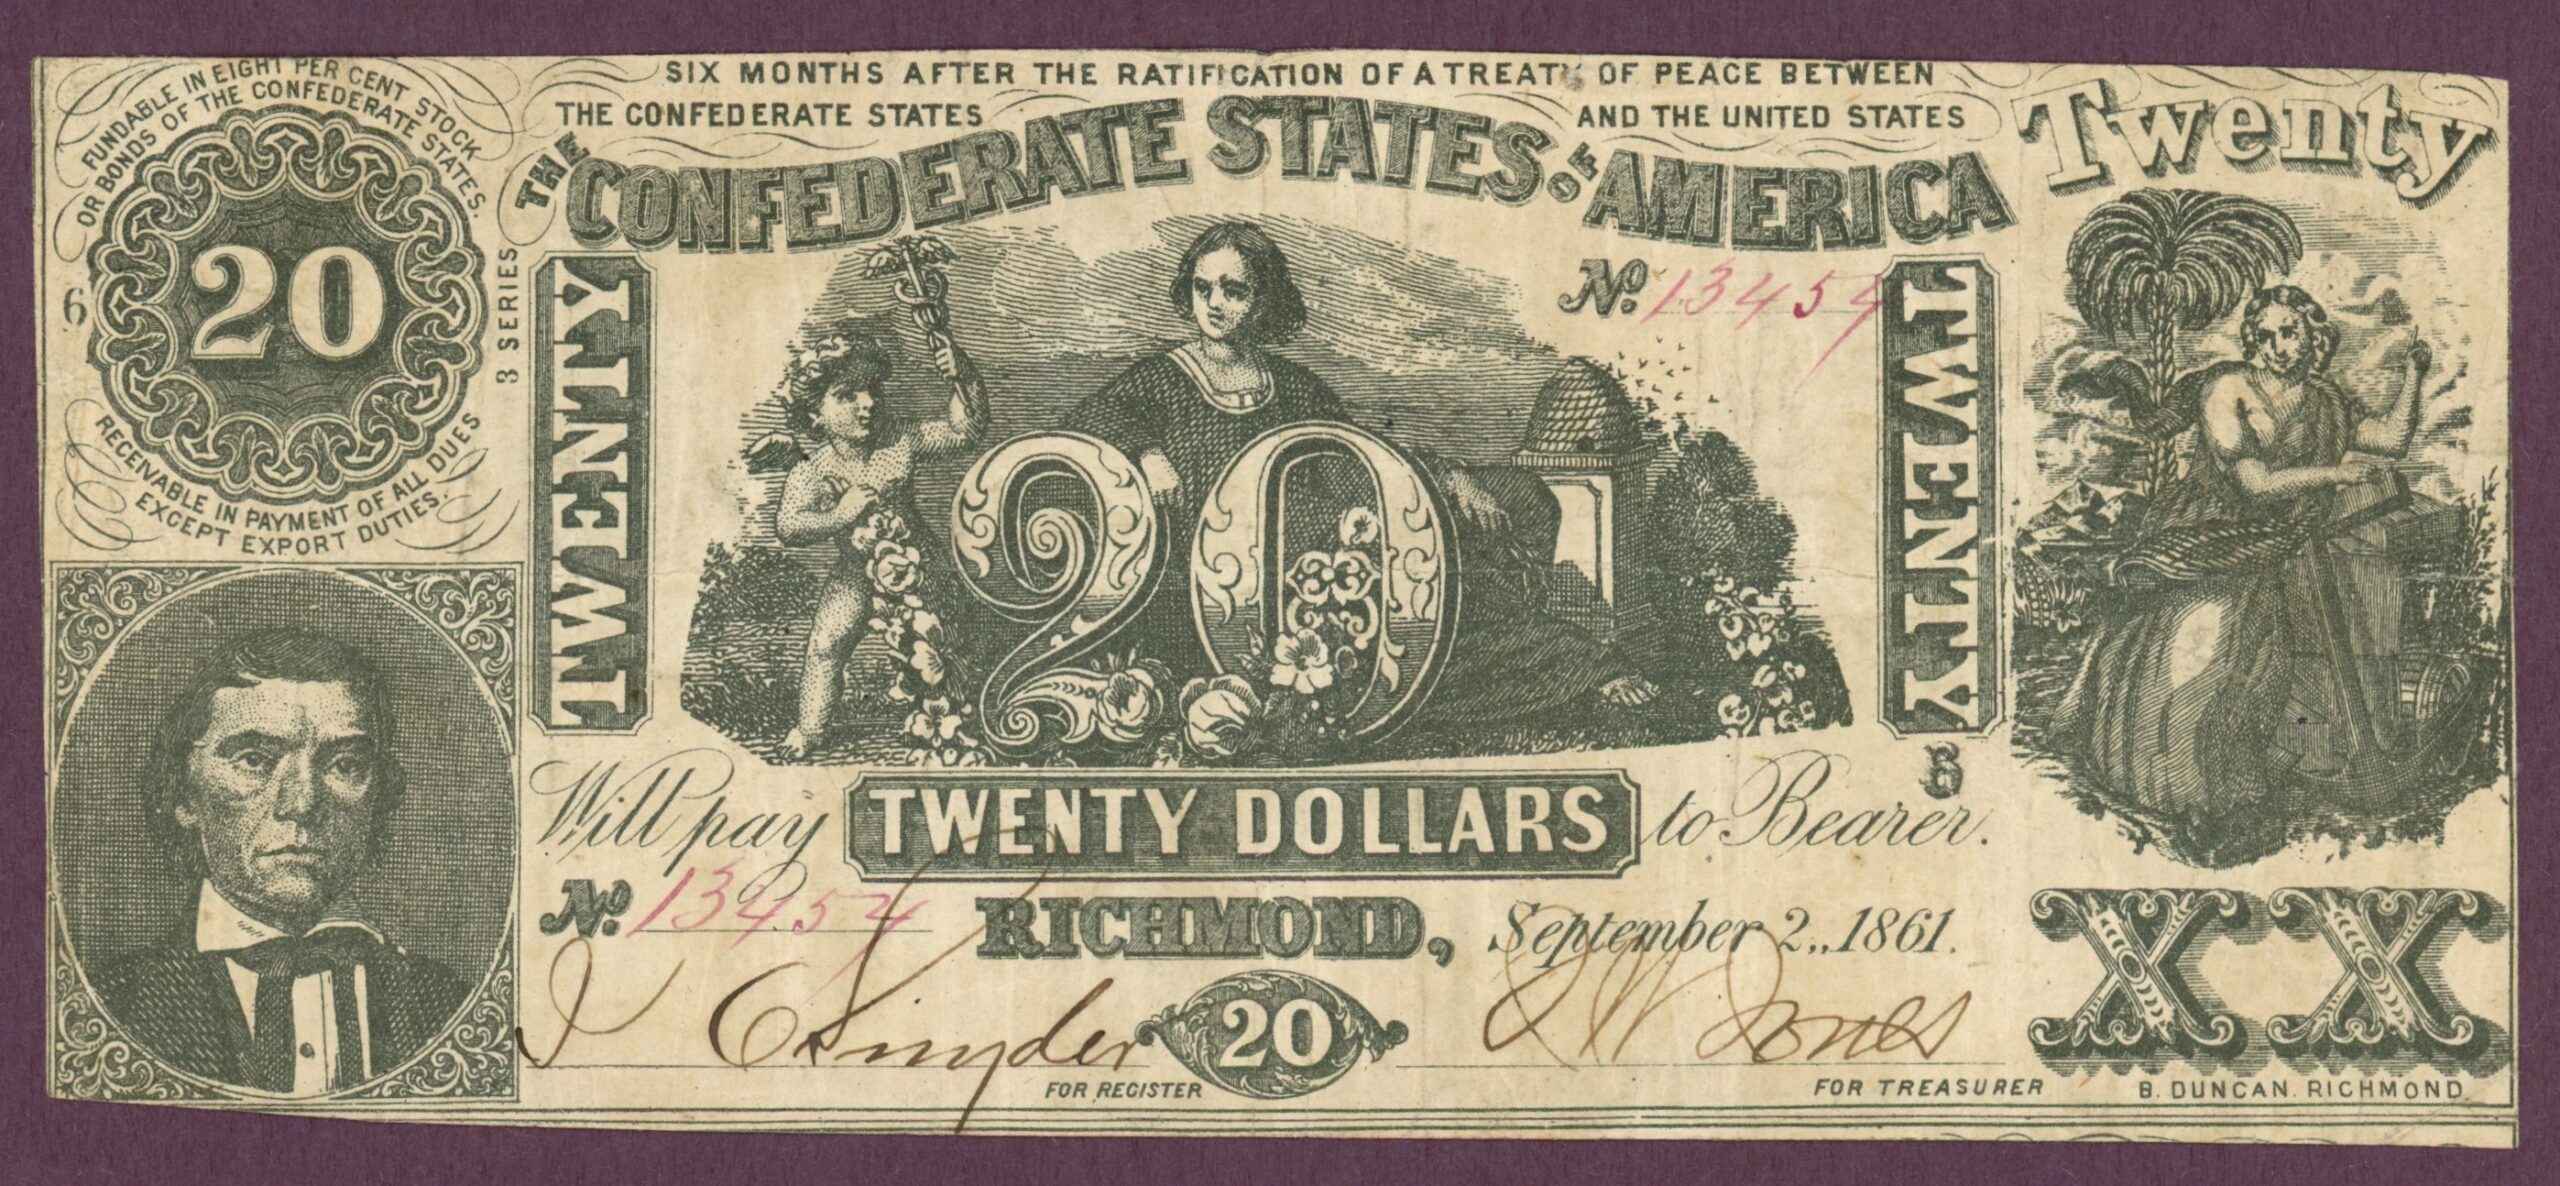 SIX MONTHS AFTER THE RATIFICATION OF A TREATY OF PEACE BETWEEN
THE CONFEDERATE STATES AND THE UNITED STATES
THE CONFEDERATE STATES OF AMERICA
Twenty
FUNDABLE IN EIGHT PER CENT STOCK
OR BONDS OF THE CONFEDERATE STATES.
20
6
3 SERIES
RECEIVABLE IN PAYMENT OF ALL DUES
EXCEPT EXPORT DUTIES.
TWENTY
No. 13454
TWENTY
20
B
Will pay TWENTY DOLLARS to Bearer.
No. 13454
RICHMOND, September 2,, 1861.
XX
J C Snyder
FOR REGISTER
20
J W Jones
FOR TREASURER
B. DUNCAN. RICHMOND